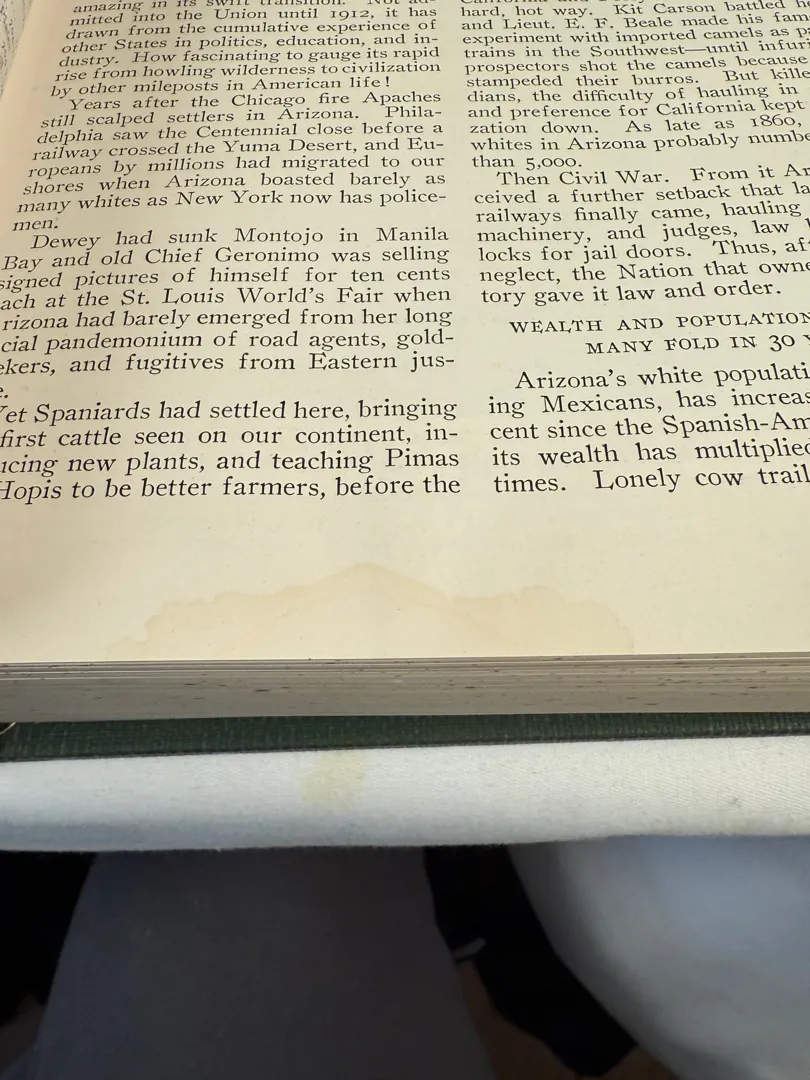 amazing in its swift transition. Not ad-
mitted into the Union until 1912, it has
drawn from the cumulative experience of
other States in politics, education, and in-
dustry. How fascinating to gauge its rapid
rise from howling wilderness to civilization
by other mileposts in American life!
Years after the Chicago fire Apaches
still scalped settlers in Arizona. Phila-
delphia saw the Centennial close before a
railway crossed the Yuma Desert, and Eu-
ropeans by millions had migrated to our
shores when Arizona boasted barely as
many whites as New York now has police-
men.
Dewey had sunk Montojo in Manila
Bay and old Chief Geronimo was selling
signed pictures of himself for ten cents
ach at the St. Louis World's Fair when
rizona had barely emerged from her long
cial pandemonium of road agents, gold-
ekers, and fugitives from Eastern jus-
e.
Yet Spaniards had settled here, bringing
first cattle seen on our continent, in-
ucing new plants, and teaching Pimas
Hopis to be better farmers, before the
hard, hot way. Kit Carson battled
and Lieut. E. F. Beale made his fam
experiment with imported camels as pa
trains in the Southwest—until infuri
prospectors shot the camels because
stampeded their burros. But kille
dians, the difficulty of hauling in
and preference for California kept
zation down. As late as 1860,
whites in Arizona probably numbe
than 5,000.
Then Civil War. From it Ar
ceived a further setback that la
railways finally came, hauling
machinery, and judges, law
locks for jail doors. Thus, af
neglect, the Nation that owne
tory gave it law and order.
WEALTH AND POPULATION
MANY FOLD IN 30
Arizona's white populati
ing Mexicans, has increas
cent since the Spanish-Am
its wealth has multiplied
times. Lonely cow trail